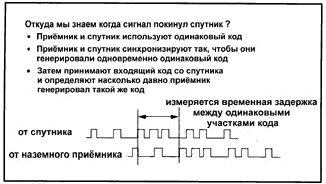 Откуда мы знаем когда сигнал покинул спутник ?
• Приёмник и спутник используют одинаковый код
• Приёмник и спутник синхронизируют так, чтобы они
генерировали одновременно одинаковый код
• Затем принимают входящий код со спутника
и определяют насколько давно приёмник
генерировал такой же код
измеряется временная задержка
между одинаковыми
участками кода
от спутника
от наземного приёмника